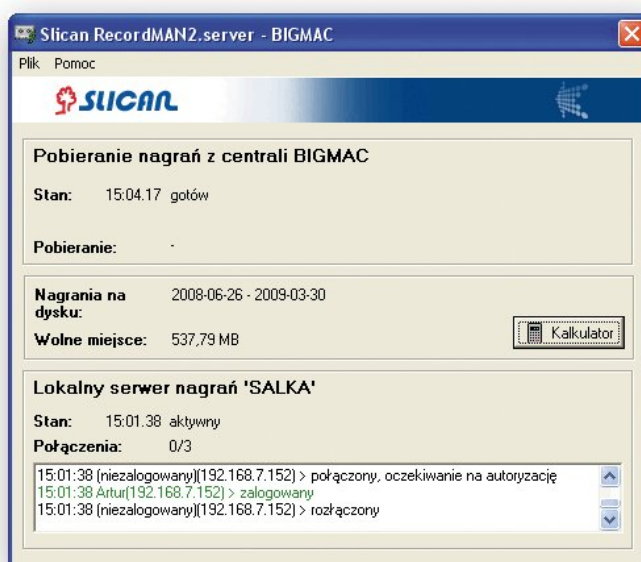 Slican RecordMAN2.server - BIGMAC
Plik Pomoc
SLICAN
Pobieranie nagrań z centrali BIGMAC
Stan: 15:04.17 gotów
Pobieranie: -
Nagrania na dysku: 2008-06-26 - 2009-03-30
Wolne miejsce: 537,79 MB
Kalkulator
Lokalny serwer nagrań 'SALKA'
Stan: 15:01.38 aktywny
Połączenia: 0/3
15:01:38 (niezalogowany)(192.168.7.152) > połączony, oczekiwanie na autoryzację
15:01:38 Artur(192.168.7.152) > zalogowany
15:01:38 (niezalogowany)(192.168.7.152) > rozłączony